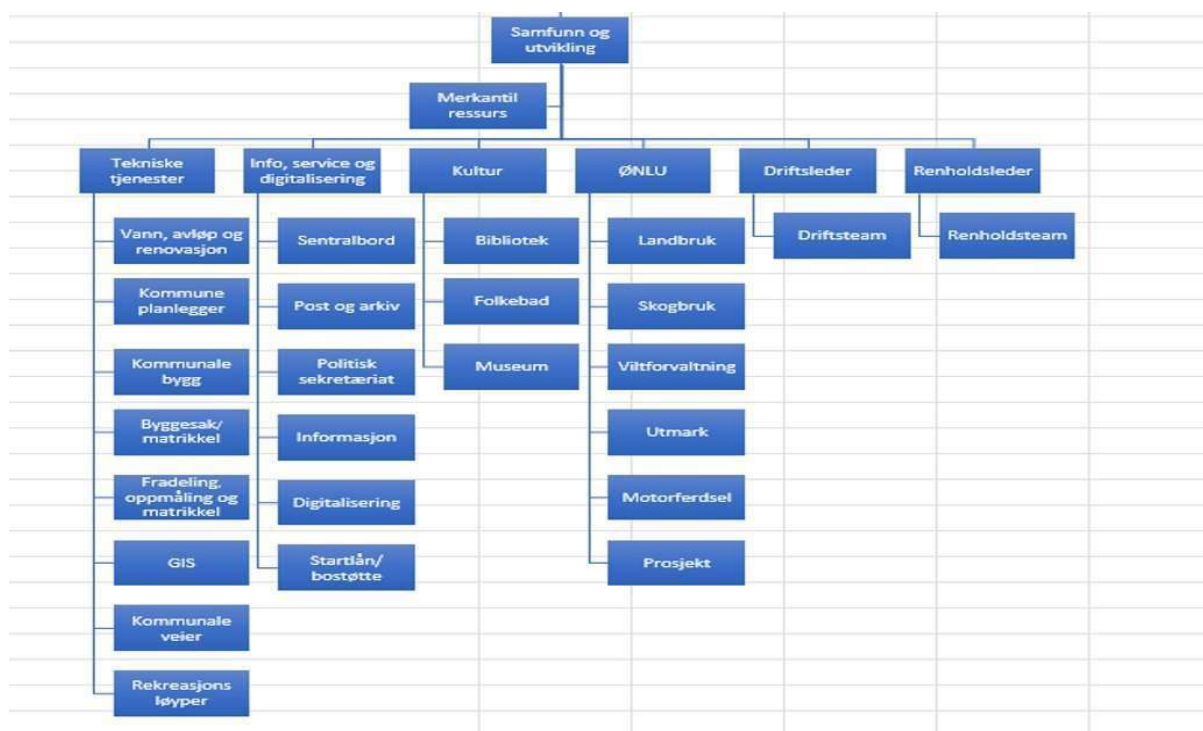 Samfunn og
utvikling
Merkantil
ressurs
Tekniske
tjenester
Info, service og
digitalisering
Kultur
ØNLU
Driftsleder
Renholdsleder
Vann, avløp og
renovasjon
Kommune
planlegger
Kommunale
bygg
Byggesak/
matrikkel
Fradeling,
oppmåling og
matrikkel
GIS
Kommunale
veier
Rekreasjons
løyper
Sentralbord
Post og arkiv
Politisk
sekretæriat
Informasjon
Digitalisering
Startlån/
bostøtte
Bibliotek
Folkebad
Museum
Landbruk
Skogbruk
Viltforvaltning
Utmark
Motorferdsel
Prosjekt
Driftsteam
Renholdsteam